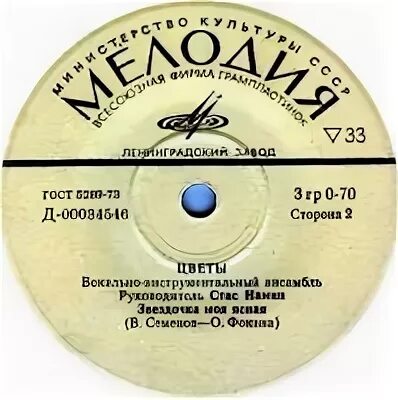 МИНИСТЕРСТВО КУЛЬТУРЫ СССР
МЕЛОДИЯ
ВСЕСОЮЗНАЯ ФИРМА ГРАМПЛАСТИНОК
▽33
ЛЕНИНГРАДСКИЙ ЗАВОД
ГОСТ 5289-73
3 гр 0-70
Д-00034546
Сторона 2
ЦВЕТЫ
Вокально-инструментальный ансамбль
Руководитель Стас Намин
Звездочка моя ясная
(В. Семенов—О. Фокина)